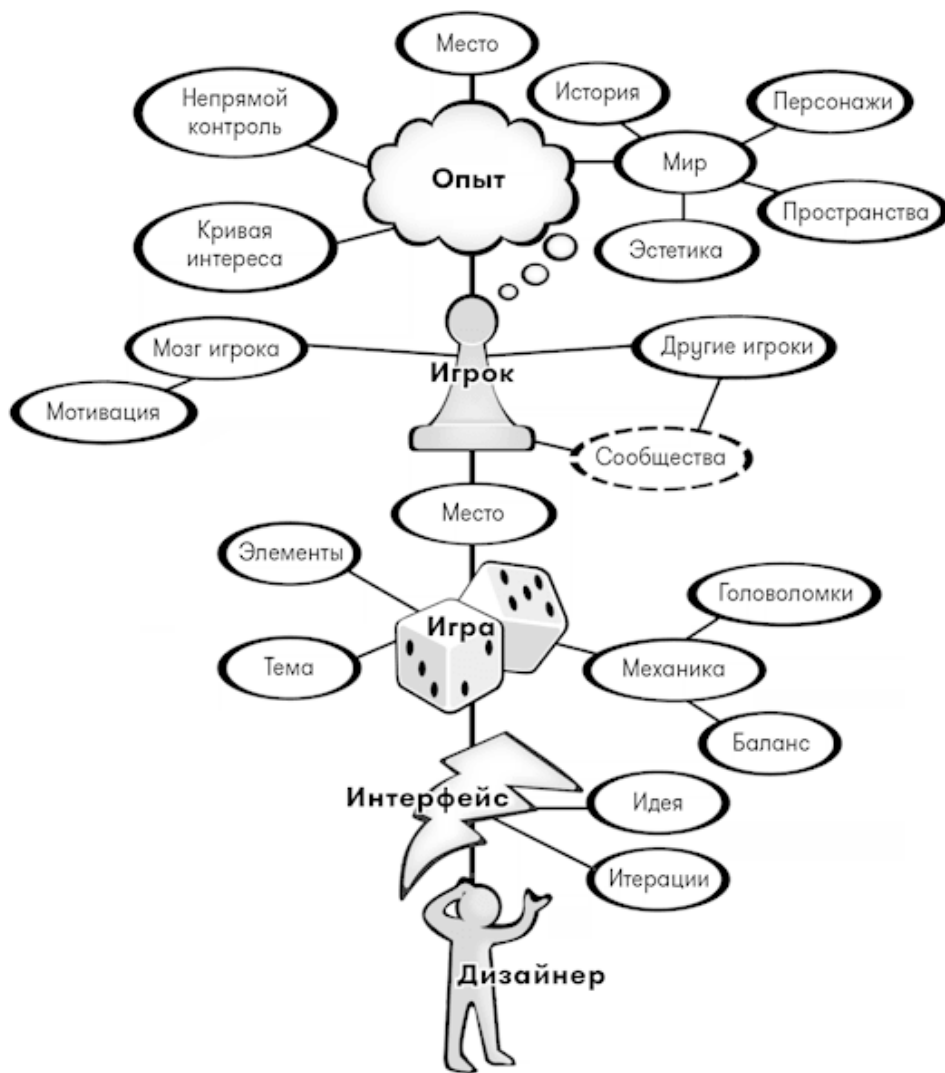 Место
История
Персонажи
Непрямой
контроль
Мир
Опыт
Пространства
Кривая
интереса
Эстетика
Мозг игрока
Другие игроки
Игрок
Мотивация
Сообщества
Место
Элементы
Головоломки
Игра
Тема
Механика
Баланс
Интерфейс
Идея
Итерации
Дизайнер